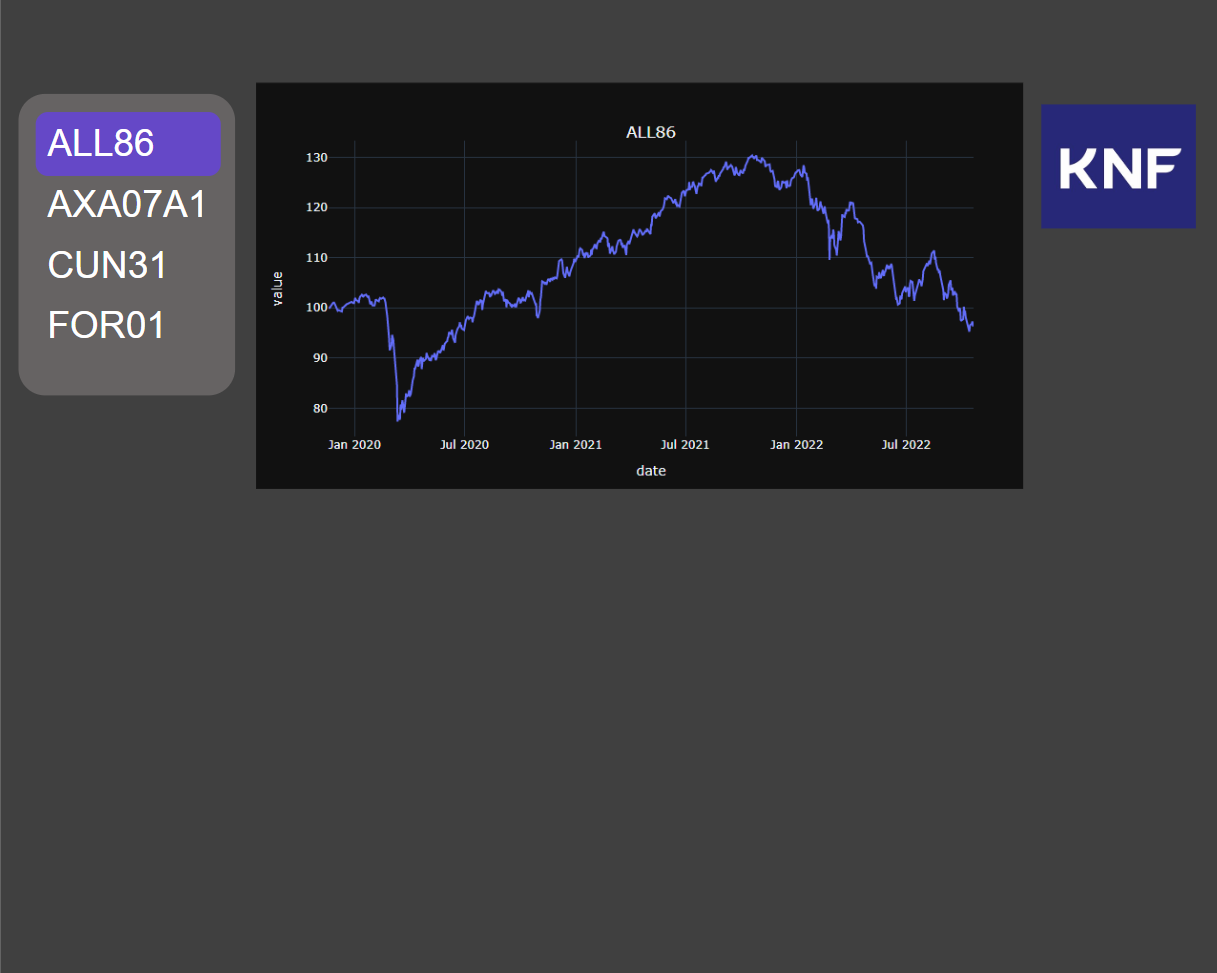 ALL86
AXA07A1
CUN31
FOR01
ALL86
value
130
120
110
100
90
80
Jan 2020
Jul 2020
Jan 2021
Jul 2021
Jan 2022
Jul 2022
date
KNF